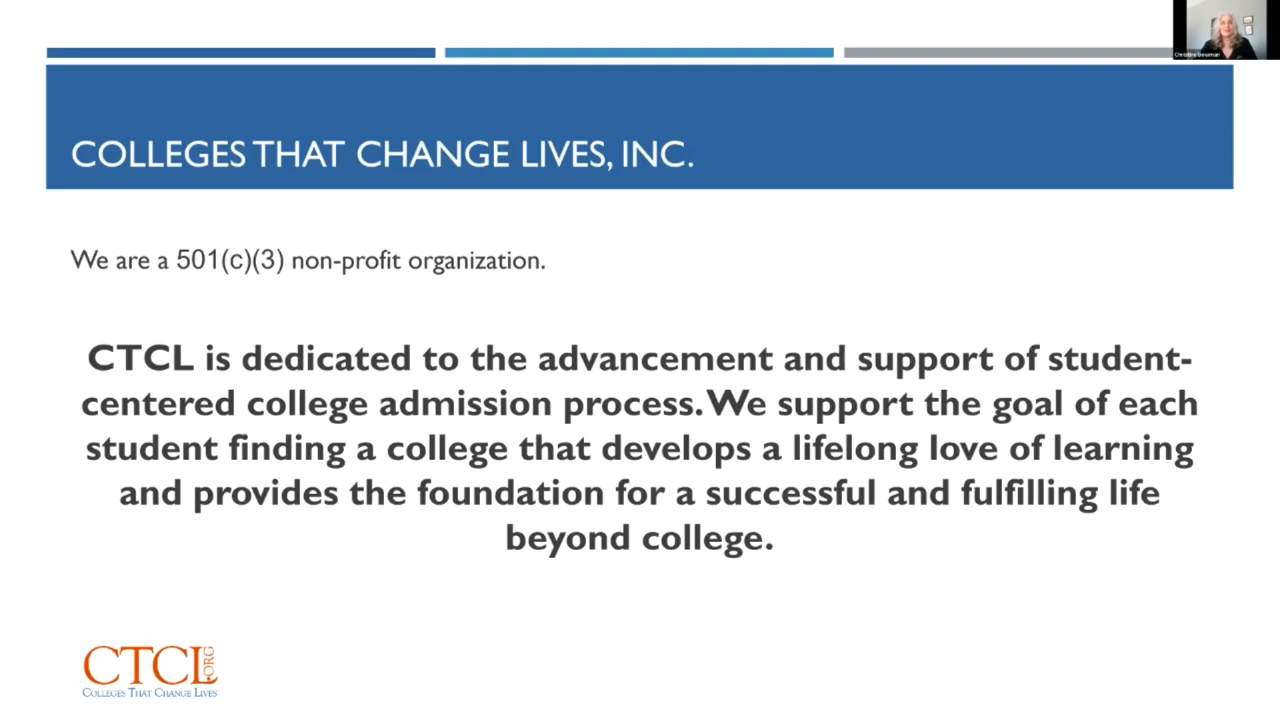 Christine Bowman
COLLEGES THAT CHANGE LIVES, INC.
We are a 501(c)(3) non-profit organization.
CTCL is dedicated to the advancement and support of student-
centered college admission process. We support the goal of each
student finding a college that develops a lifelong love of learning
and provides the foundation for a successful and fulfilling life
beyond college.
CTCL.ORG
COLLEGES THAT CHANGE LIVES